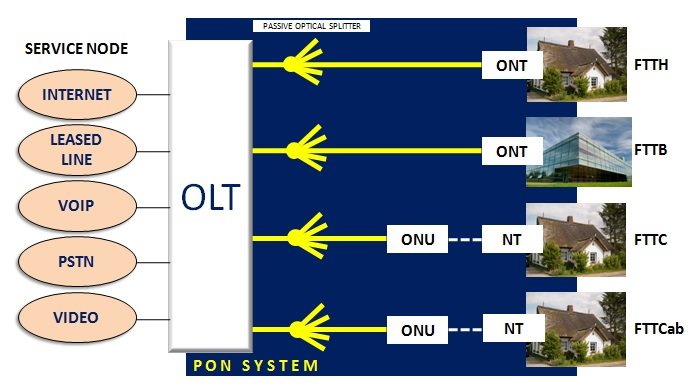 PASSIVE OPTICAL SPLITTER
SERVICE NODE
INTERNET
LEASED
LINE
VOIP
PSTN
VIDEO
OLT
ONT
FTTH
ONT
FTTB
ONU
NT
FTTC
ONU
NT
FTTCab
PON SYSTEM